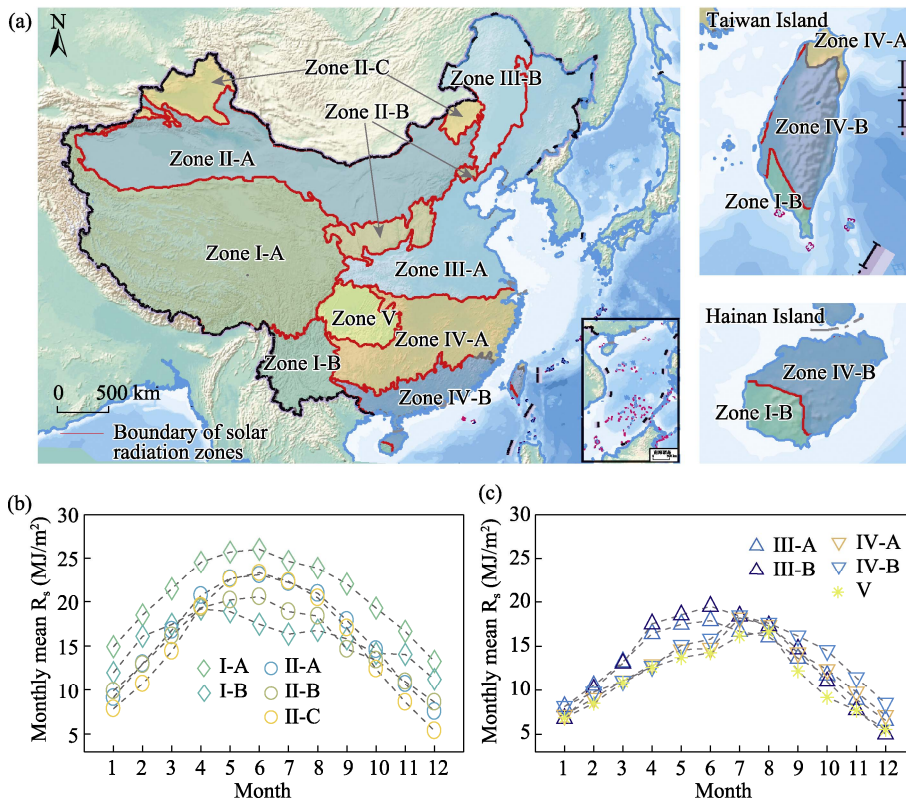 (a)
N
Zone II-C
Zone III-B
Zone II-B
Zone II-A
Zone I-A
Zone III-A
Zone V
Zone IV-A
Zone I-B
Zone IV-B
0 500 km
Boundary of solar
radiation zones
Taiwan Island
Zone IV-A
Zone IV-B
Zone I-B
Hainan Island
Zone IV-B
Zone I-B
(b)
30
25
20
15
10
5
Monthly mean Rs (MJ/m²)
I-A
I-B
II-A
II-B
II-C
1 2 3 4 5 6 7 8 9 10 11 12
Month
(c)
30
25
20
15
10
5
Monthly mean Rs (MJ/m²)
III-A
III-B
IV-A
IV-B
V
1 2 3 4 5 6 7 8 9 10 11 12
Month